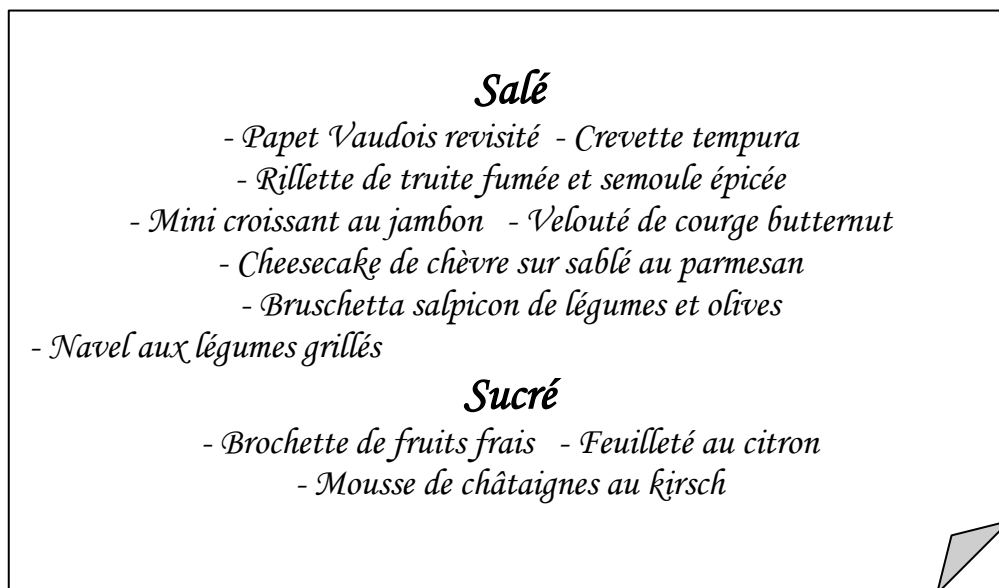 Salé
- Papet Vaudois revisité - Crevette tempura
- Rillette de truite fumée et semoule épicée
- Mini croissant au jambon - Velouté de courge butternut
- Cheesecake de chèvre sur sablé au parmesan
- Bruschetta salpicon de légumes et olives
- Navel aux légumes grillés
Sucré
- Brochette de fruits frais - Feuilleté au citron
- Mousse de châtaignes au kirsch